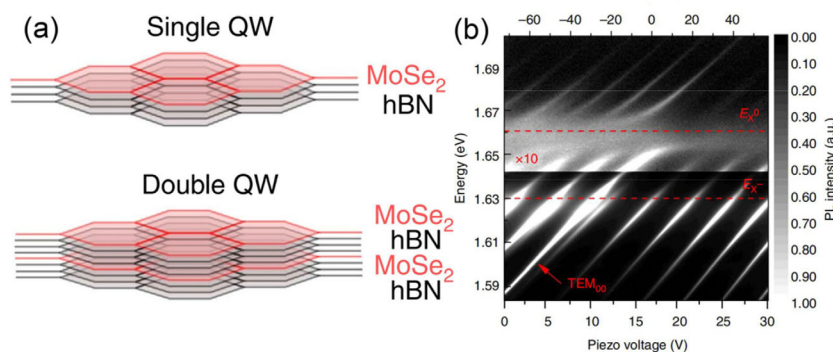 (a)
Single QW
MoSe₂
hBN
Double QW
MoSe₂
hBN
MoSe₂
hBN
(b)
−60 −40 −20 0 20 40
1.69
1.67
1.65
1.63
1.61
1.59
Energy (eV)
E_X⁰
×10
E_X⁻
TEM₀₀
0 5 10 15 20 25 30
Piezo voltage (V)
0.00
0.10
0.20
0.30
0.40
0.50
0.60
0.70
0.80
0.90
1.00
PL intensity (a.u.)